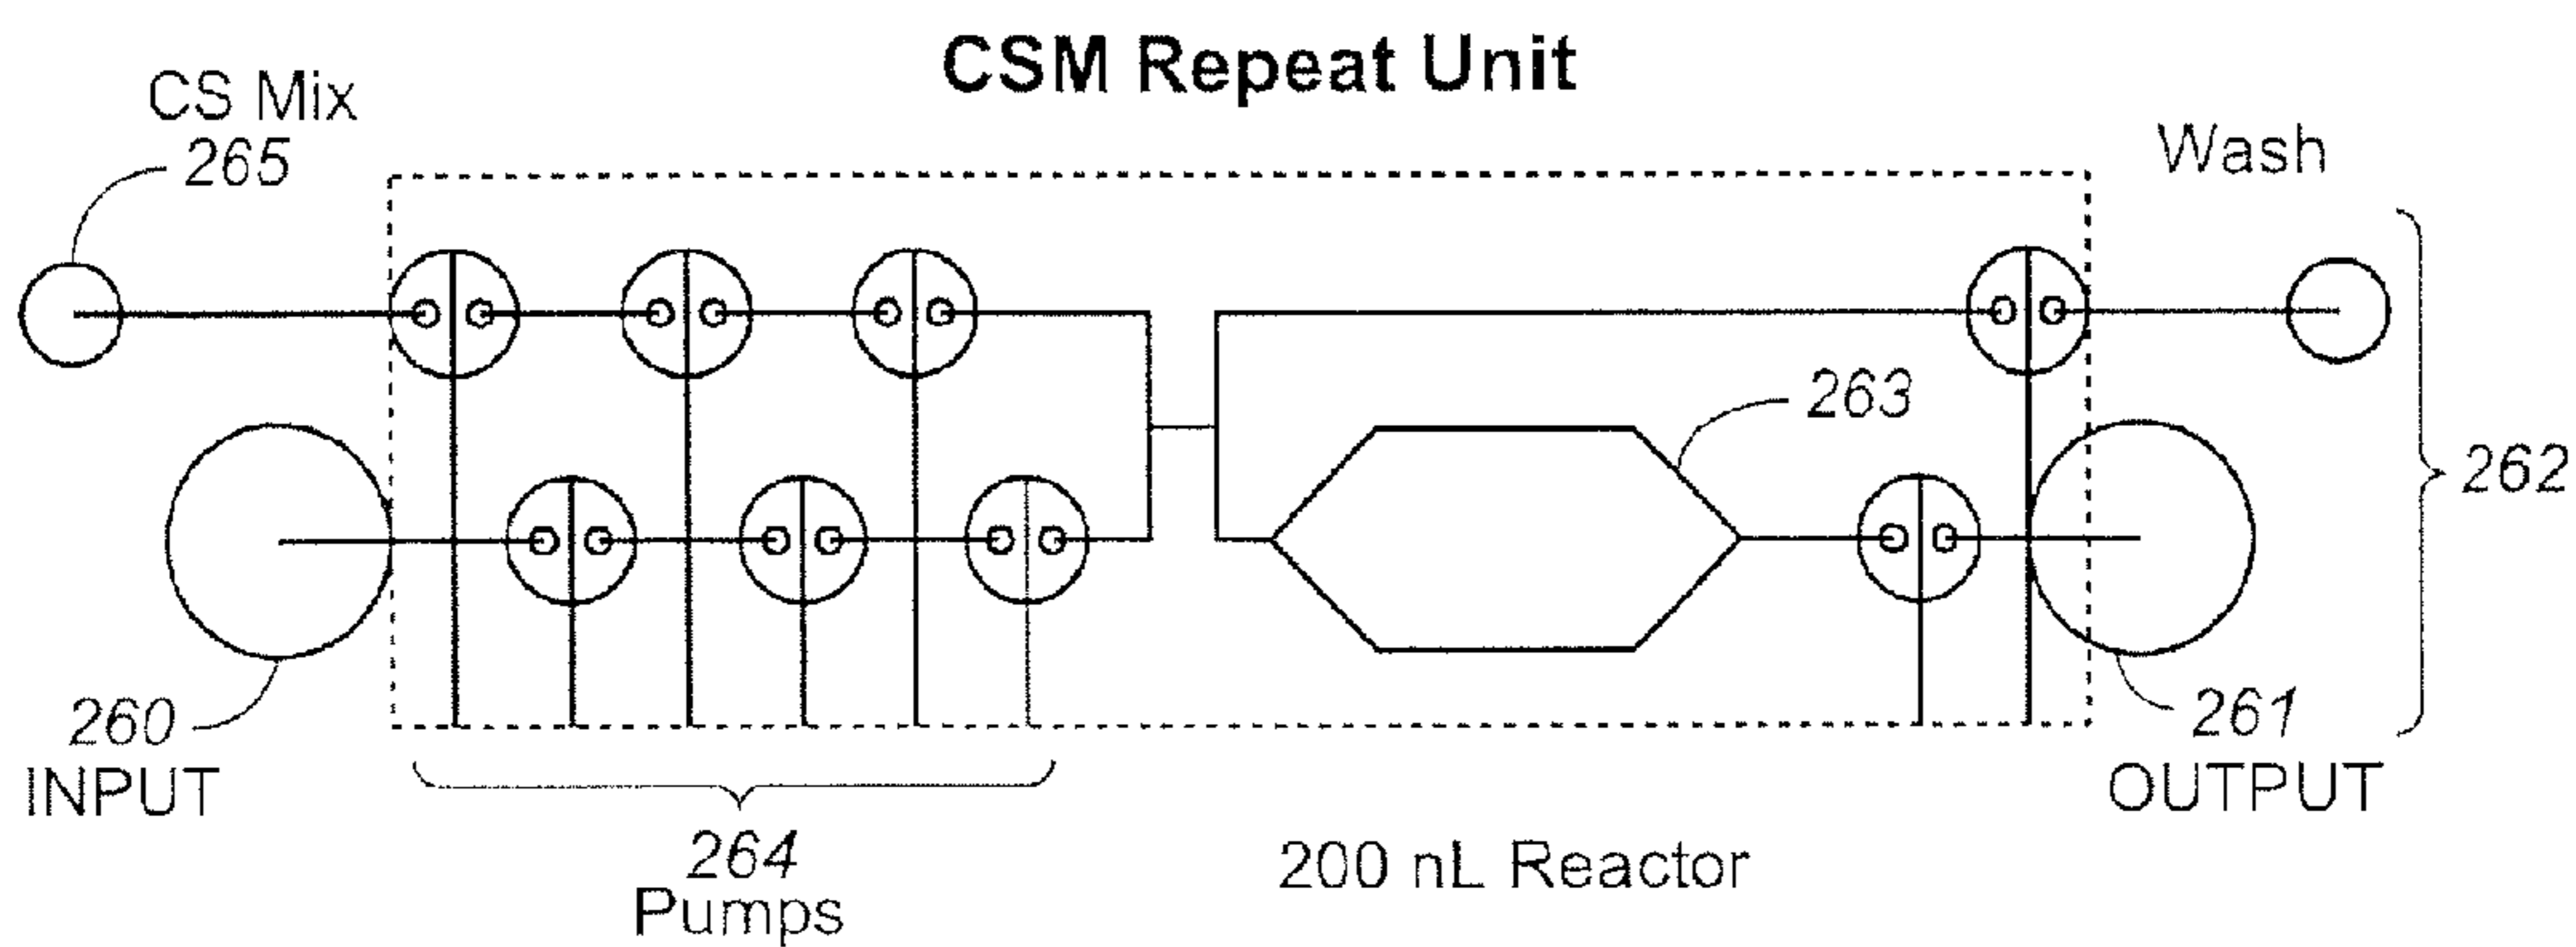 CSM Repeat Unit
CS Mix
265
Wash
263
262
260
INPUT
261
OUTPUT
264
Pumps
200 nL Reactor